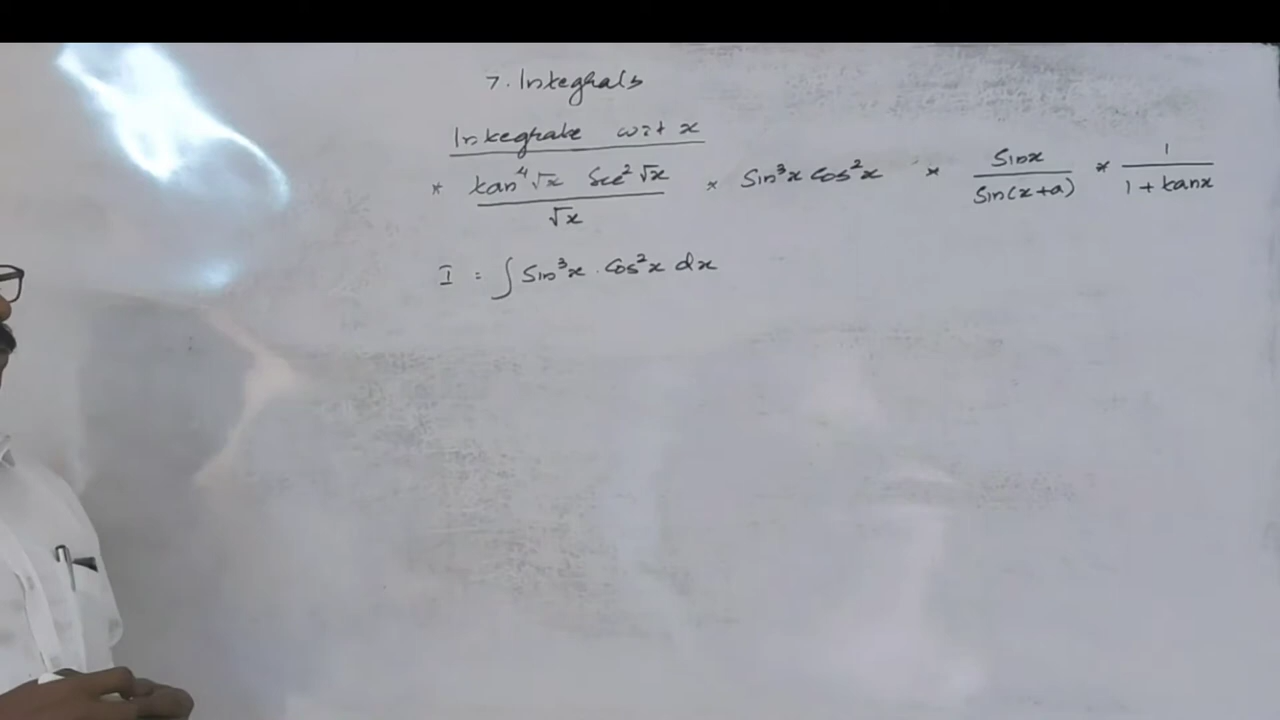 7. Integrals
Integrate w r t x
* tan⁴√x Sec²√x / √x * Sin³x Cos²x * Sinx / Sin(x+a) * 1 / 1 + tanx
I = ∫ Sin³x . Cos²x dx